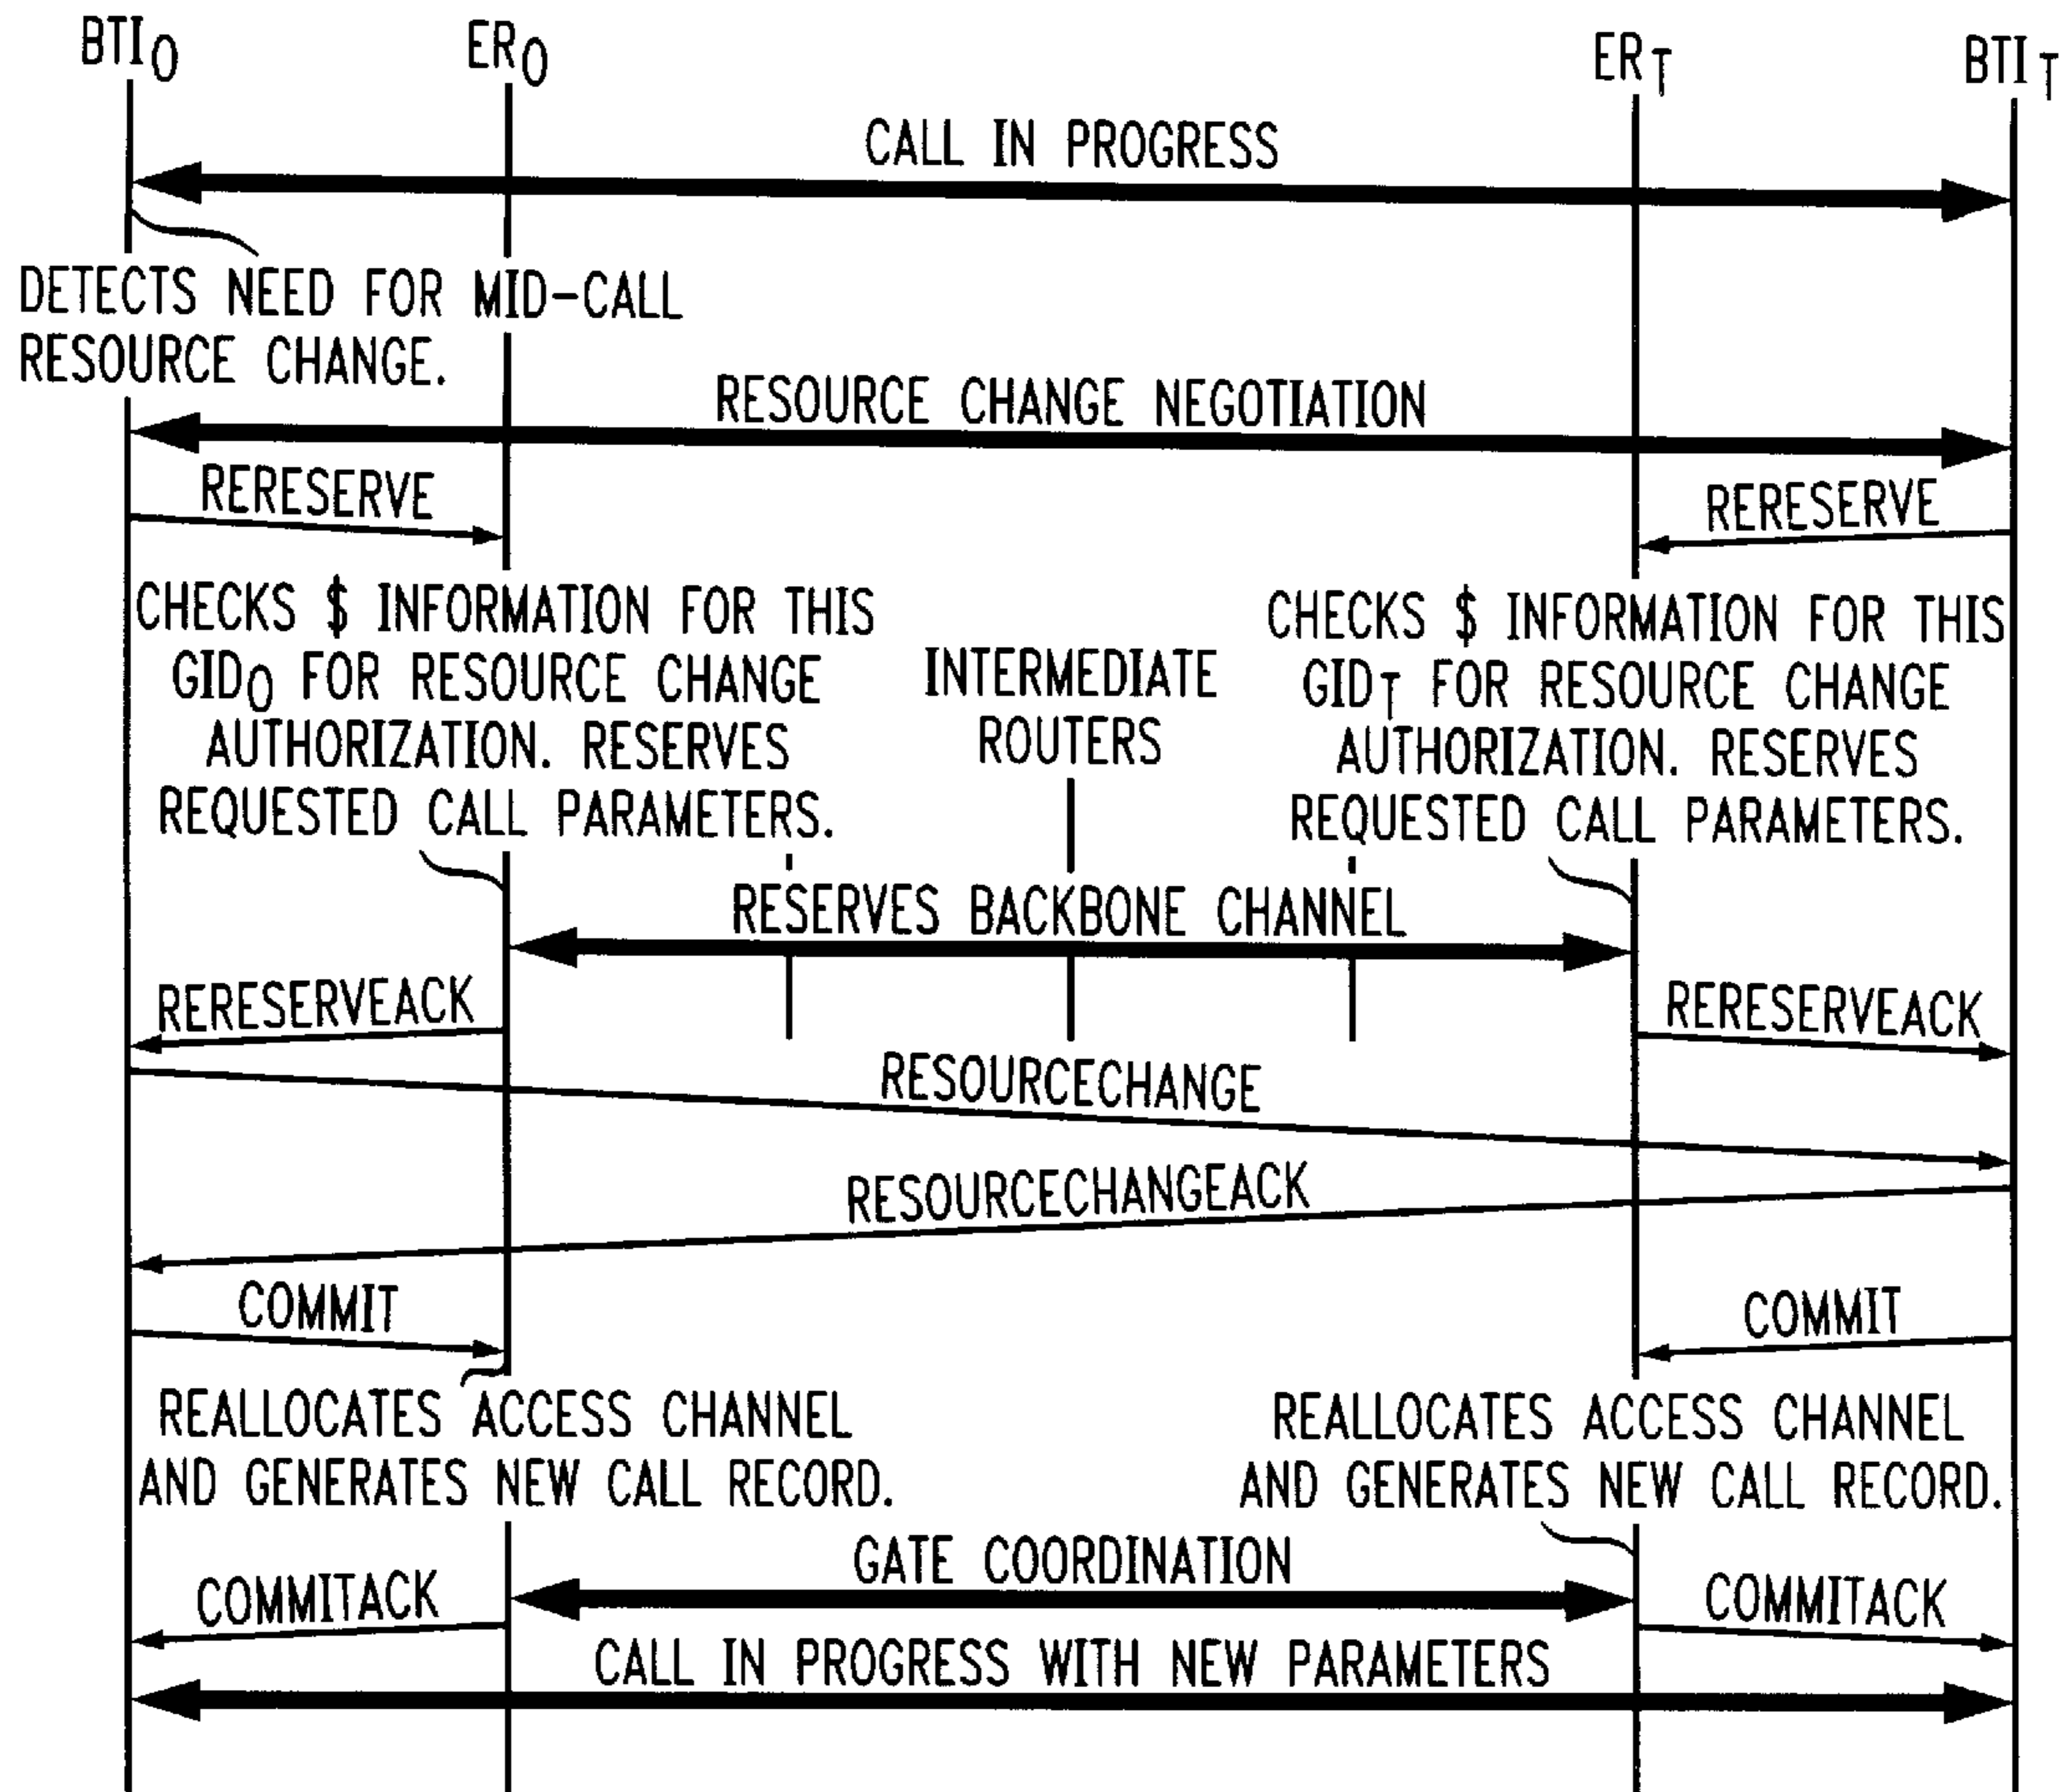 BTIO
ERO
ERT
BTIT
CALL IN PROGRESS
DETECTS NEED FOR MID-CALL
RESOURCE CHANGE.
RESOURCE CHANGE NEGOTIATION
RERESERVE
RERESERVE
CHECKS $ INFORMATION FOR THIS
GIDO FOR RESOURCE CHANGE
AUTHORIZATION. RESERVES
REQUESTED CALL PARAMETERS.
INTERMEDIATE
ROUTERS
CHECKS $ INFORMATION FOR THIS
GIDT FOR RESOURCE CHANGE
AUTHORIZATION. RESERVES
REQUESTED CALL PARAMETERS.
RESERVES BACKBONE CHANNEL
RERESERVEACK
RERESERVEACK
RESOURCECHANGE
RESOURCECHANGEACK
COMMIT
COMMIT
REALLOCATES ACCESS CHANNEL
AND GENERATES NEW CALL RECORD.
REALLOCATES ACCESS CHANNEL
AND GENERATES NEW CALL RECORD.
GATE COORDINATION
COMMITACK
COMMITACK
CALL IN PROGRESS WITH NEW PARAMETERS